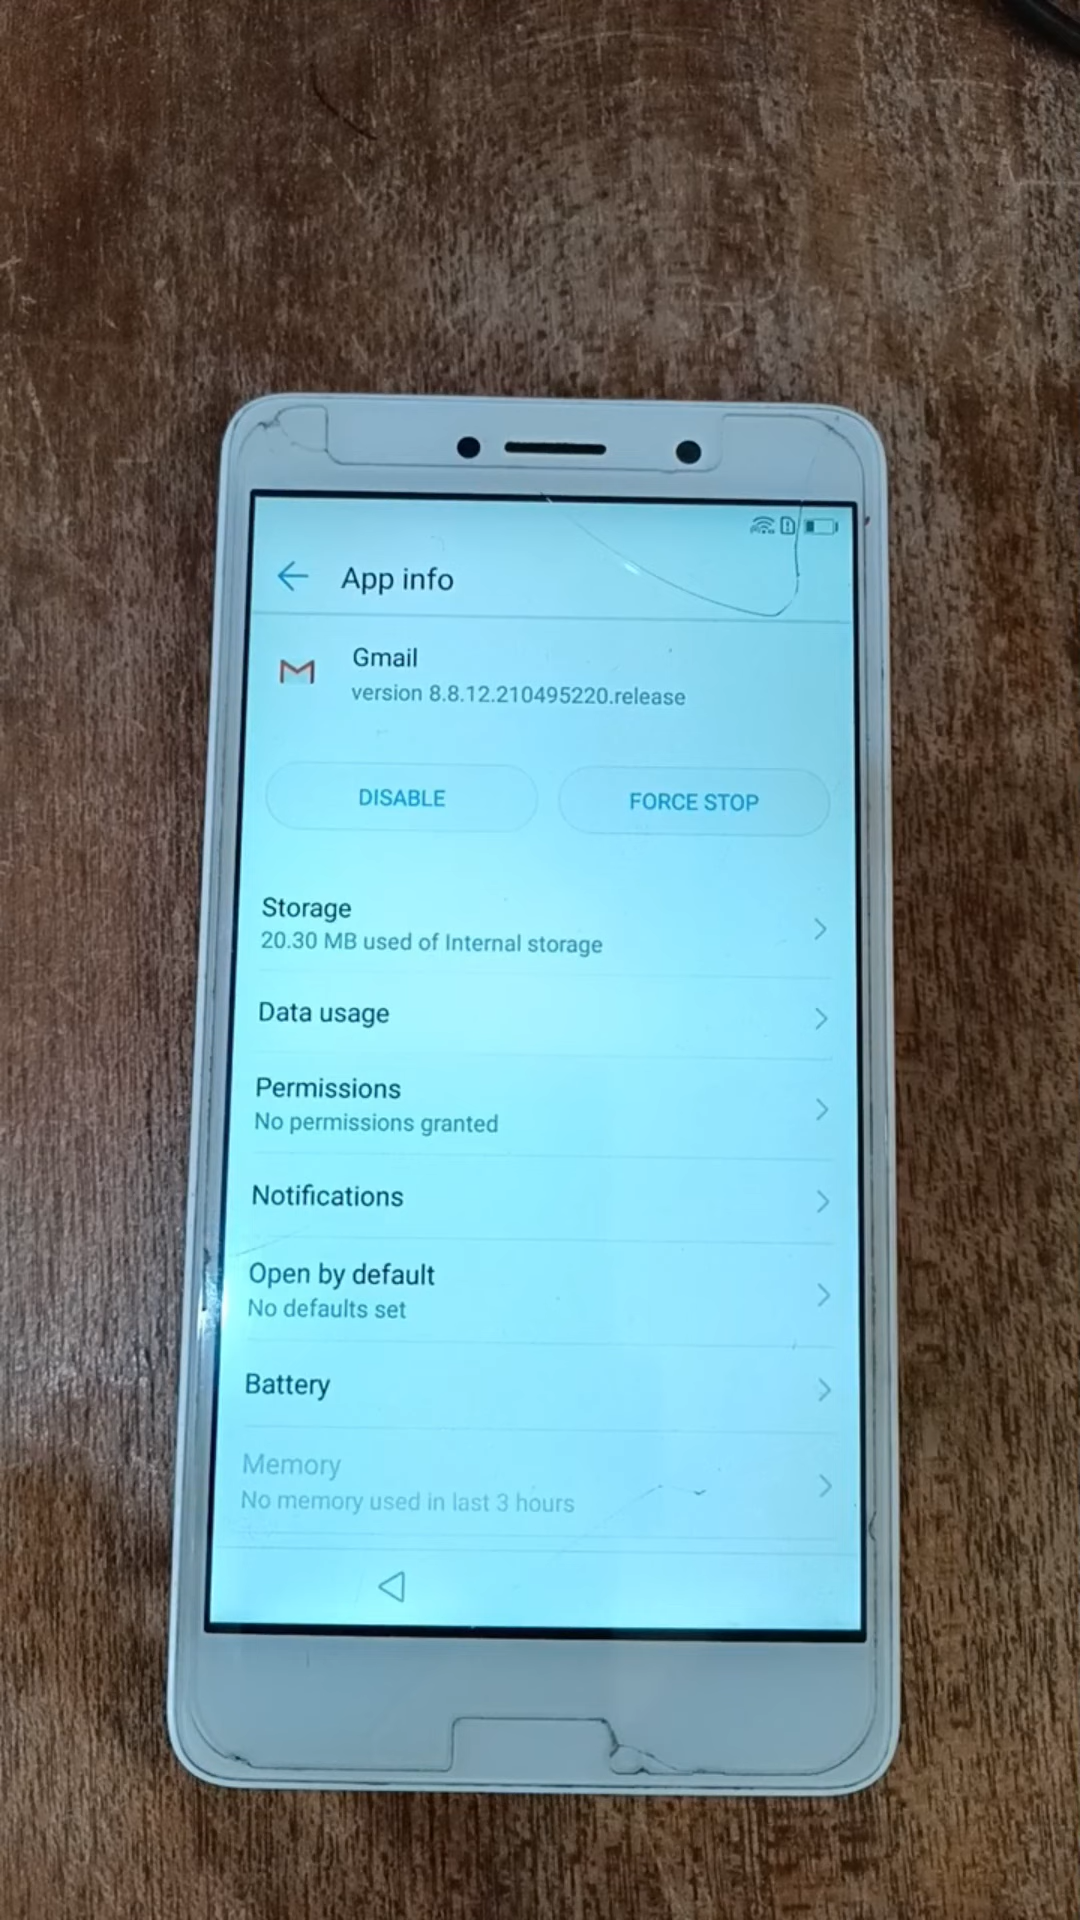 App info
Gmail
version 8.8.12.210495220.release
DISABLE
FORCE STOP
Storage
20.30 MB used of Internal storage
Data usage
Permissions
No permissions granted
Notifications
Open by default
No defaults set
Battery
Memory
No memory used in last 3 hours